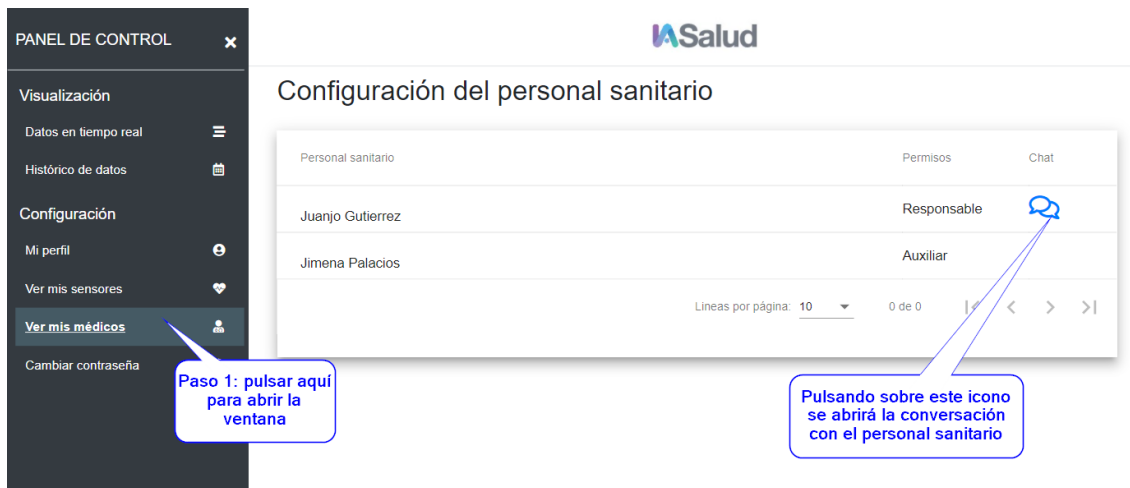 PANEL DE CONTROL ×
IASalud
Visualización
Datos en tiempo real
Histórico de datos
Configuración
Mi perfil
Ver mis sensores
Ver mis médicos
Cambiar contraseña
Paso 1: pulsar aquí
para abrir la
ventana
Configuración del personal sanitario
Personal sanitario Permisos Chat
Juanjo Gutierrez Responsable
Jimena Palacios Auxiliar
Lineas por página: 10 0 de 0
Pulsando sobre este icono
se abrirá la conversación
con el personal sanitario